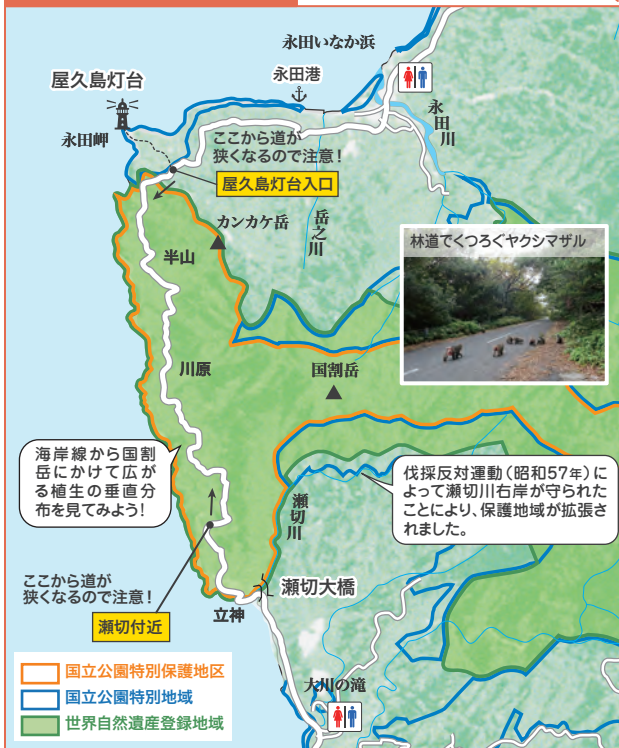 永田いなか浜
屋久島灯台
永田港
永田川
永田岬
ここから道が
狭くなるので注意！
屋久島灯台入口
カンカケ岳
岳之川
林道でくつろぐヤクシマザル
半山
川原
国割岳
海岸線から国割
岳にかけて広が
る植生の垂直分
布を見てみよう！
瀬切川
伐採反対運動（昭和57年）に
よって瀬切川右岸が守られた
ことにより、保護地域が拡張さ
れました。
ここから道が
狭くなるので注意！
瀬切大橋
立神
瀬切付近
国立公園特別保護地区
国立公園特別地域
世界自然遺産登録地域
大川の滝